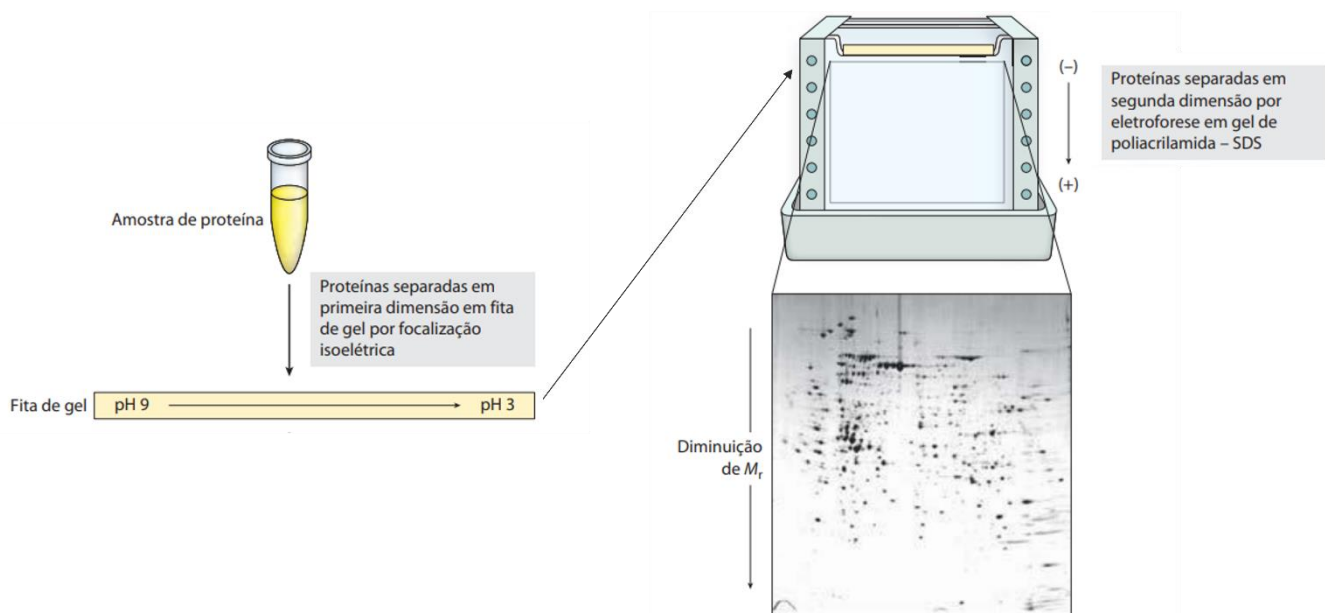 Amostra de proteína
Proteínas separadas em
primeira dimensão em fita
de gel por focalização
isoelétrica
Fita de gel
pH 9
pH 3
(–)
(+)
Proteínas separadas em
segunda dimensão por
eletroforese em gel de
poliacrilamida – SDS
Diminuição
de Mr